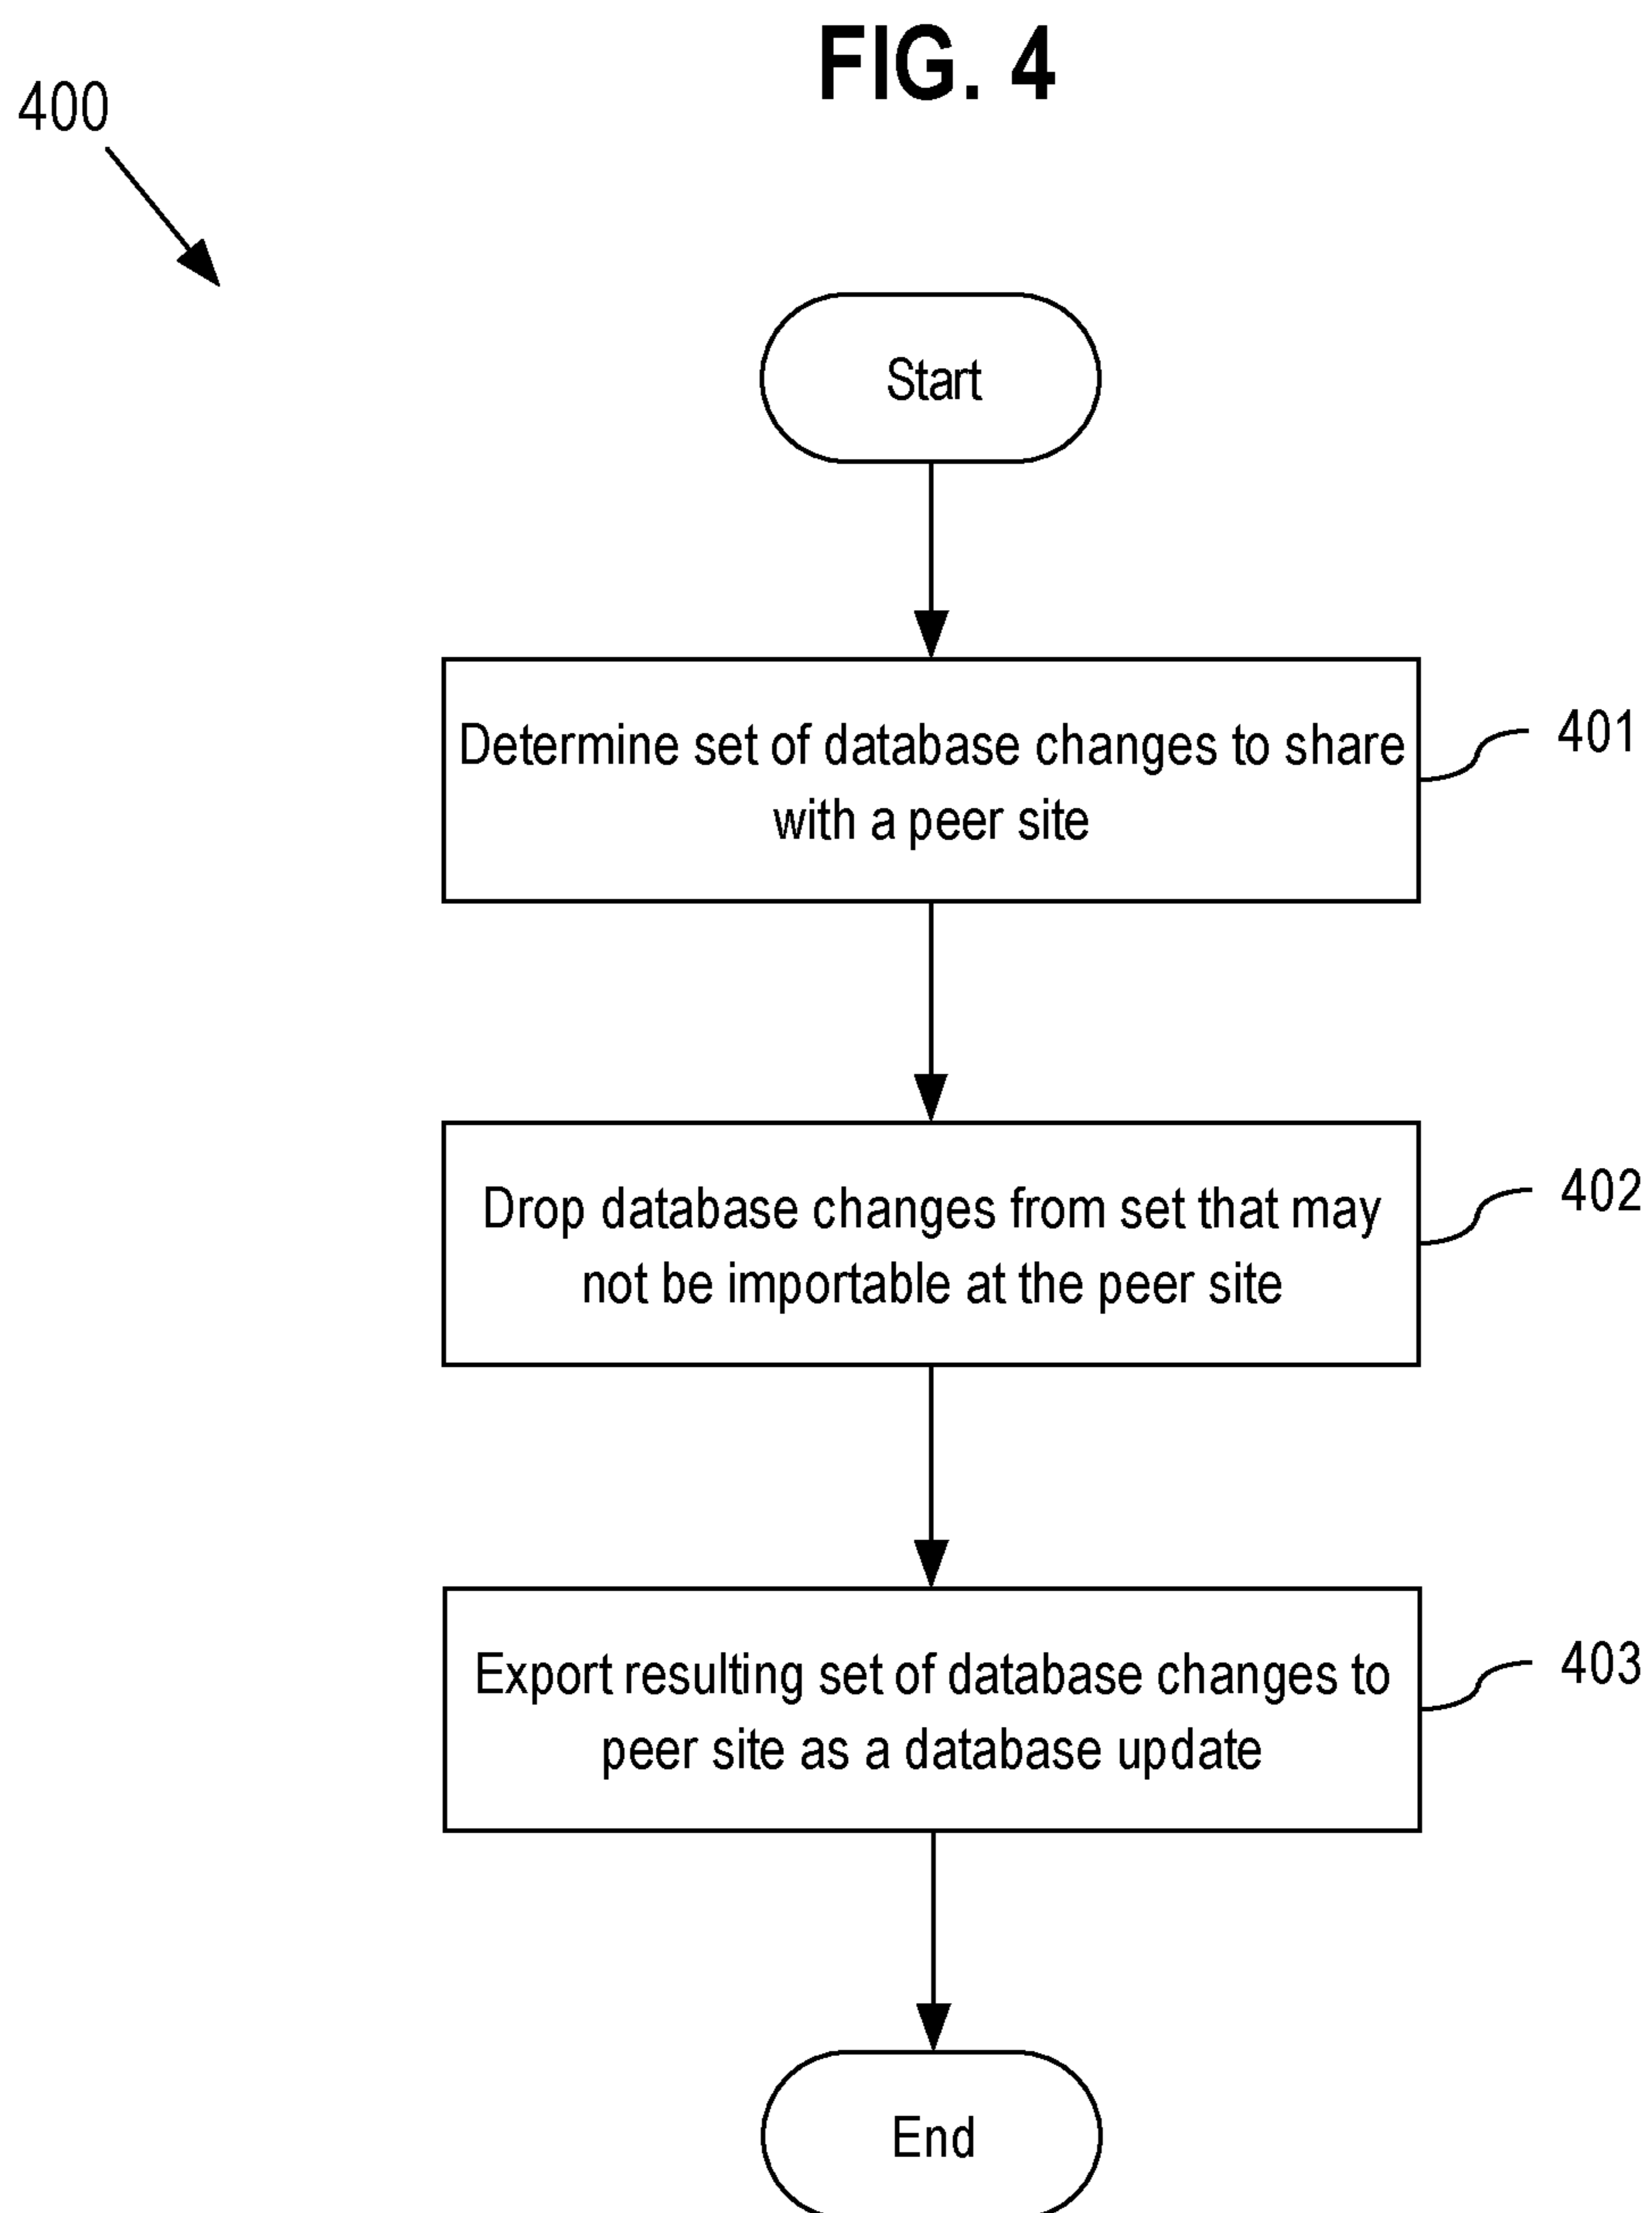 FIG. 4
400
Start
Determine set of database changes to share
with a peer site
401
Drop database changes from set that may
not be importable at the peer site
402
Export resulting set of database changes to
peer site as a database update
403
End